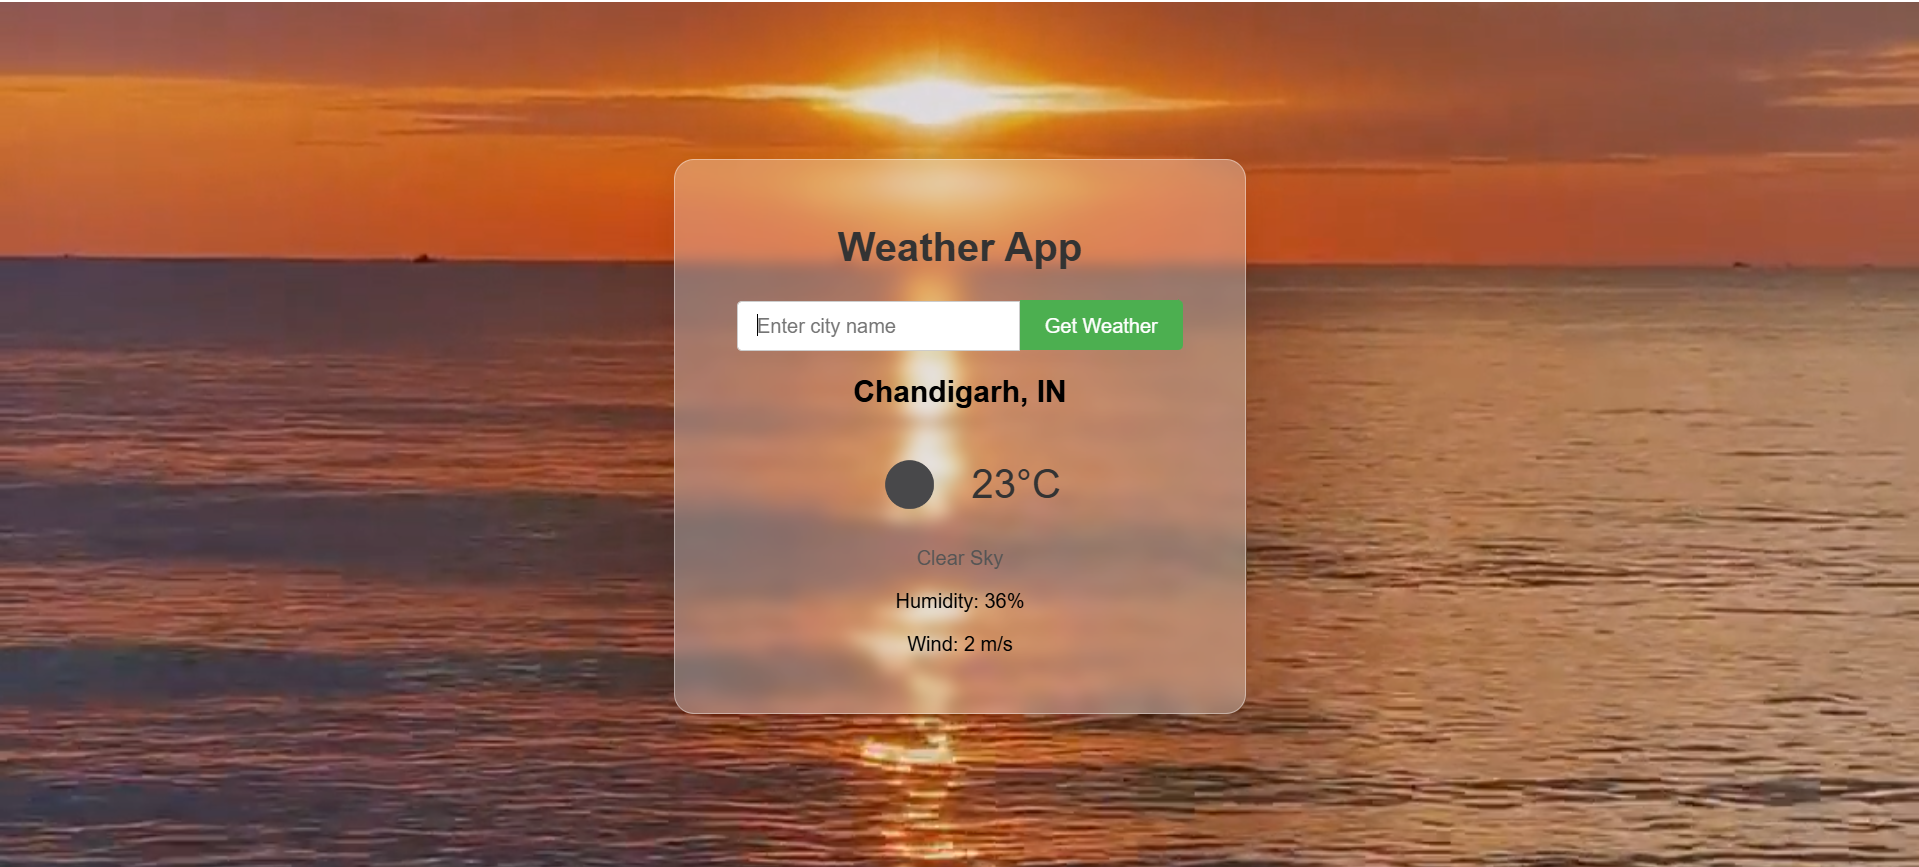 Weather App
Enter city name
Get Weather
Chandigarh, IN
23°C
Clear Sky
Humidity: 36%
Wind: 2 m/s